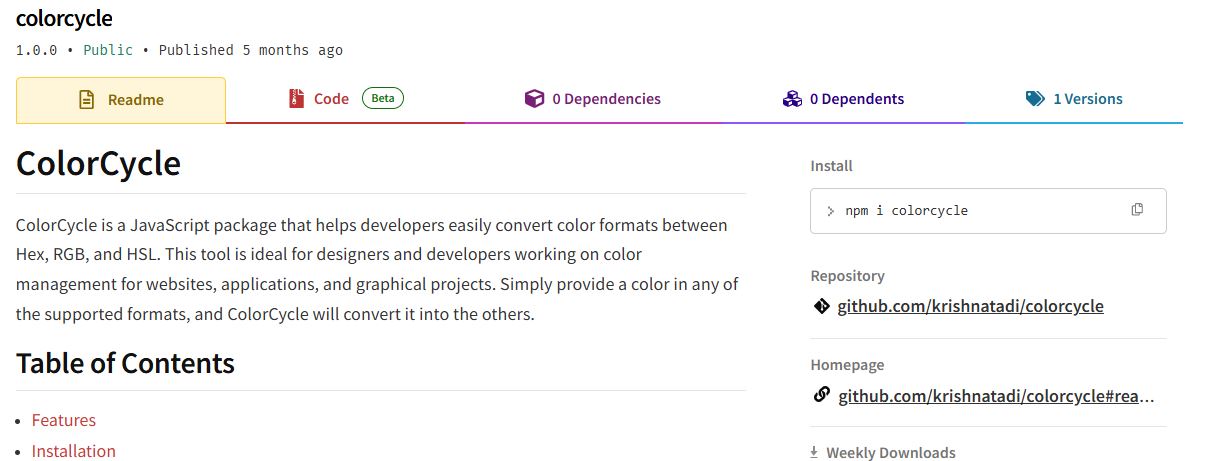 colorcycle
1.0.0 • Public • Published 5 months ago
Readme
Code Beta
0 Dependencies
0 Dependents
1 Versions
ColorCycle
ColorCycle is a JavaScript package that helps developers easily convert color formats between
Hex, RGB, and HSL. This tool is ideal for designers and developers working on color
management for websites, applications, and graphical projects. Simply provide a color in any of
the supported formats, and ColorCycle will convert it into the others.
Table of Contents
• Features
• Installation
Install
> npm i colorcycle
Repository
github.com/krishnatadi/colorcycle
Homepage
github.com/krishnatadi/colorcycle#rea...
Weekly Downloads